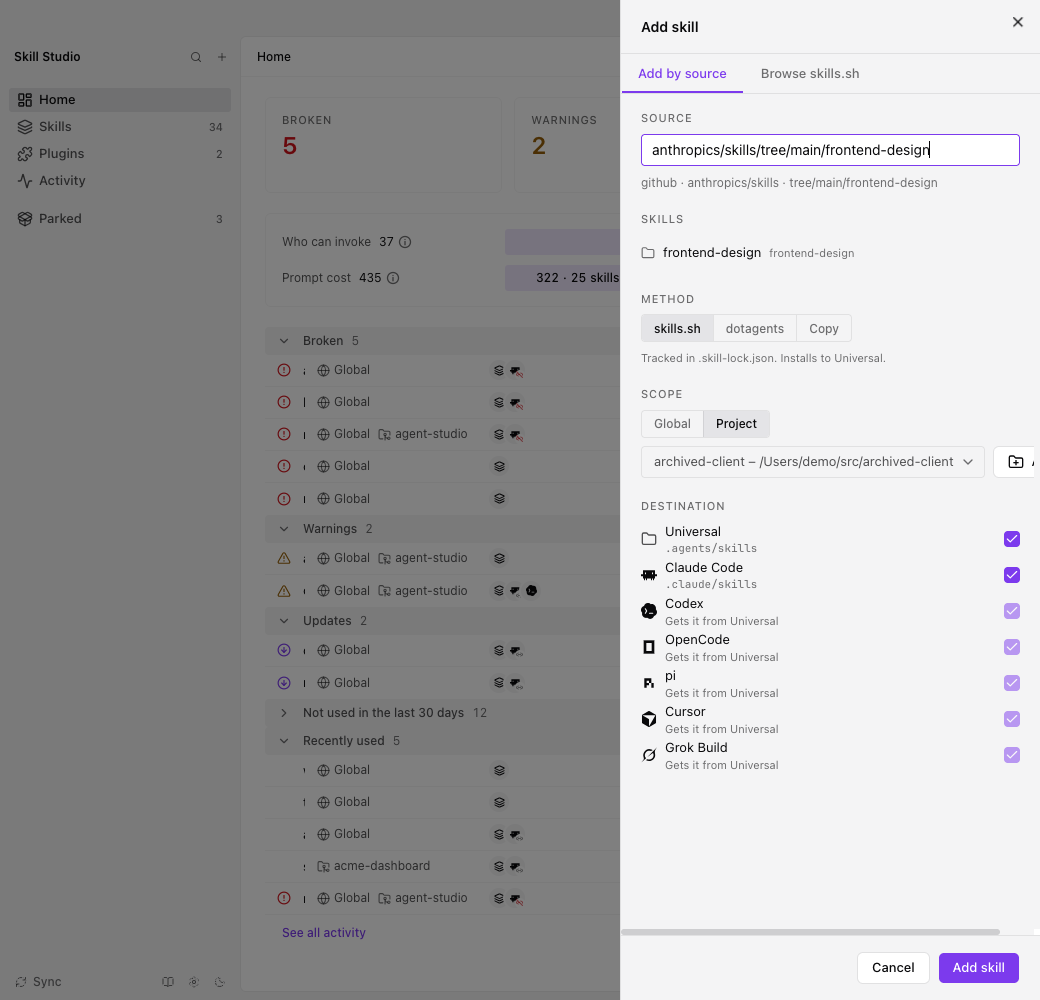 Skill Studio
Home
Skills 34
Plugins 2
Activity
Parked 3
Sync
Home
BROKEN
5
WARNINGS
2
Who can invoke 37
Prompt cost 435
322 · 25 skills
Broken 5
Global
Global
Global agent-studio
Global
Global
Warnings 2
Global agent-studio
Global agent-studio
Updates 2
Global
Global
Not used in the last 30 days 12
Recently used 5
Global
Global
Global
acme-dashboard
Global agent-studio
See all activity
Add skill
Add by source
Browse skills.sh
SOURCE
anthropics/skills/tree/main/frontend-design
github · anthropics/skills · tree/main/frontend-design
SKILLS
frontend-design frontend-design
METHOD
skills.sh dotagents Copy
Tracked in .skill-lock.json. Installs to Universal.
SCOPE
Global Project
archived-client – /Users/demo/src/archived-client
DESTINATION
Universal
.agents/skills
Claude Code
.claude/skills
Codex
Gets it from Universal
OpenCode
Gets it from Universal
pi
Gets it from Universal
Cursor
Gets it from Universal
Grok Build
Gets it from Universal
Cancel
Add skill